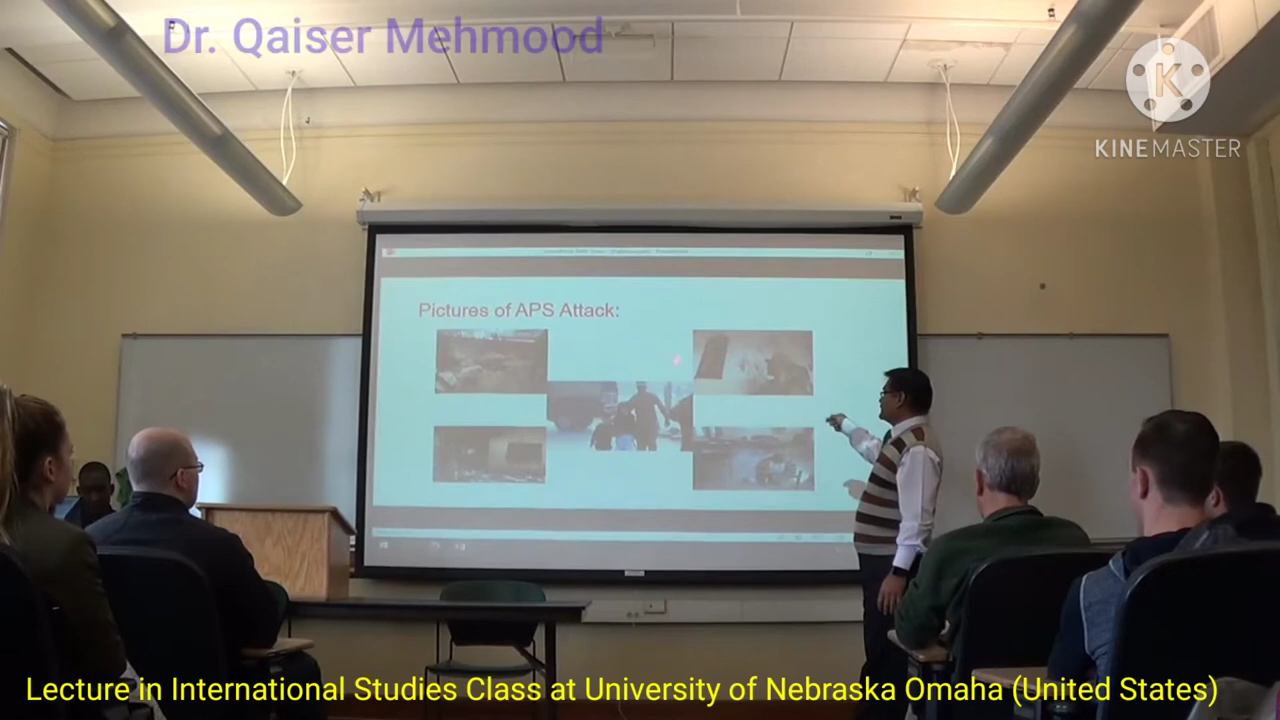 Dr. Qaiser Mehmood
K
KINEMASTER
Pictures of APS Attack:
Lecture in International Studies Class at University of Nebraska Omaha (United States)